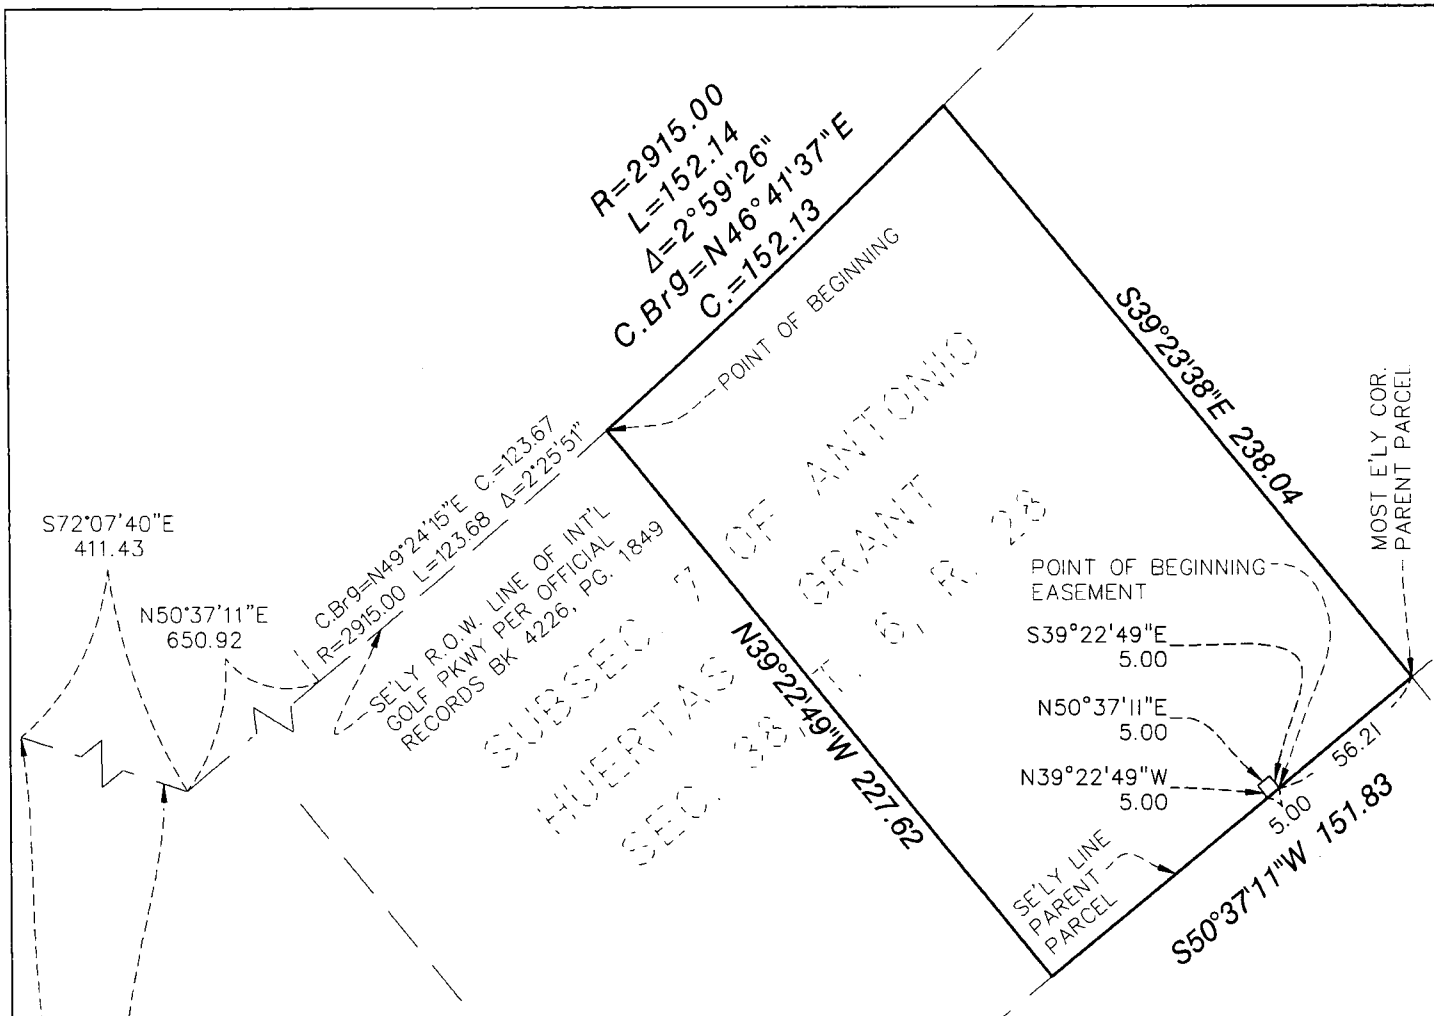 R=2915.00
L=152.14
Δ=2°59'26"
C.Brg=N46°41'37"E
C.=152.13
POINT OF BEGINNING
S39°23'38"E 238.04
MOST E'LY COR.
PARENT PARCEL
S72°07'40"E
411.43
N50°37'11"E
650.92
C.Brg=N49°24'15"E C.=123.67
R=2915.00 L=123.68 Δ=2°25'51"
SE'LY R.O.W. LINE OF INT'L
GOLF PKWY PER OFFICIAL
RECORDS BK 4226, PG. 1849
SUBSEC. 7 OF ANTONIO
HUERTAS GRANT
SEC. 38, T. 6, R. 28
N39°22'49"W 227.62
POINT OF BEGINNING
EASEMENT
S39°22'49"E
5.00
N50°37'11"E
5.00
N39°22'49"W
5.00
56.21
5.00
S50°37'11"W 151.83
SE'LY LINE
PARENT
PARCEL